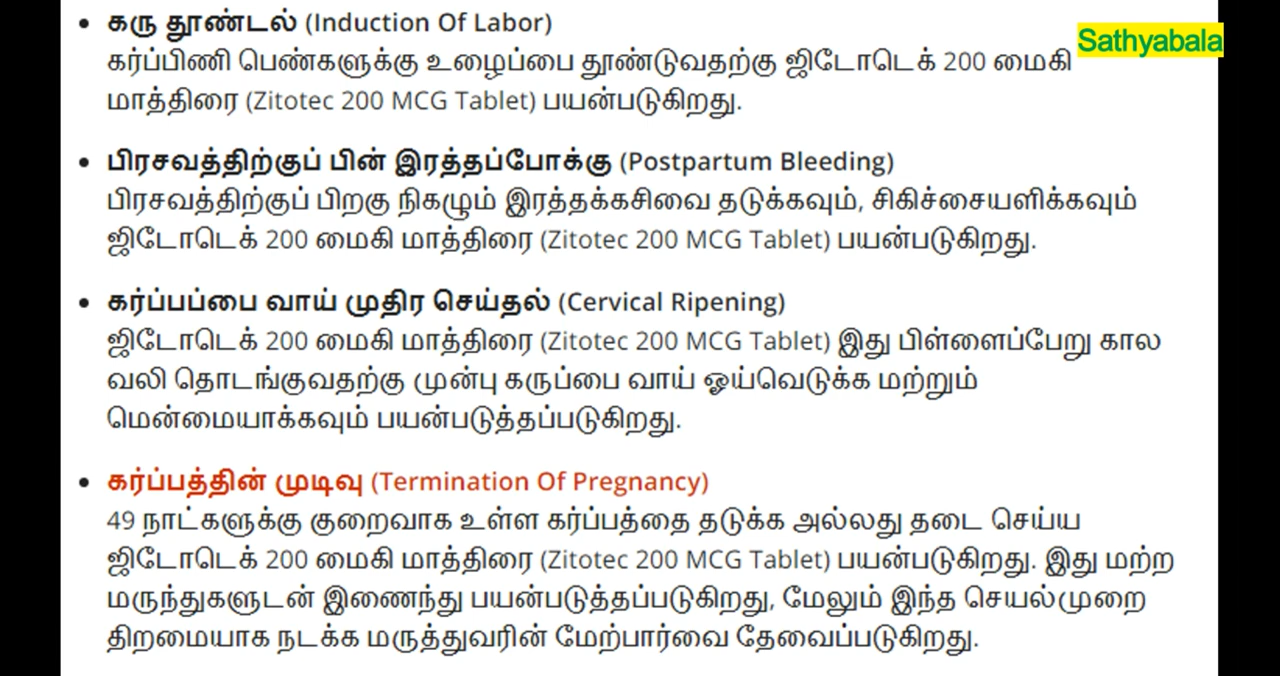 கரு தூண்டல் (Induction Of Labor)
Sathyabala
கர்ப்பிணி பெண்களுக்கு உழைப்பை தூண்டுவதற்கு ஜிடோடெக் 200 மைகி
மாத்திரை (Zitotec 200 MCG Tablet) பயன்படுகிறது.
பிரசவத்திற்குப் பின் இரத்தப்போக்கு (Postpartum Bleeding)
பிரசவத்திற்குப் பிறகு நிகழும் இரத்தக்கசிவை தடுக்கவும், சிகிச்சையளிக்கவும்
ஜிடோடெக் 200 மைகி மாத்திரை (Zitotec 200 MCG Tablet) பயன்படுகிறது.
கர்ப்பப்பை வாய் முதிர செய்தல் (Cervical Ripening)
ஜிடோடெக் 200 மைகி மாத்திரை (Zitotec 200 MCG Tablet) இது பிள்ளைப்பேறு கால
வலி தொடங்குவதற்கு முன்பு கருப்பை வாய் ஓய்வெடுக்க மற்றும்
மென்மையாக்கவும் பயன்படுத்தப்படுகிறது.
கர்ப்பத்தின் முடிவு (Termination Of Pregnancy)
49 நாட்களுக்கு குறைவாக உள்ள கர்ப்பத்தை தடுக்க அல்லது தடை செய்ய
ஜிடோடெக் 200 மைகி மாத்திரை (Zitotec 200 MCG Tablet) பயன்படுகிறது. இது மற்ற
மருந்துகளுடன் இணைந்து பயன்படுத்தப்படுகிறது, மேலும் இந்த செயல்முறை
திறமையாக நடக்க மருத்துவரின் மேற்பார்வை தேவைப்படுகிறது.